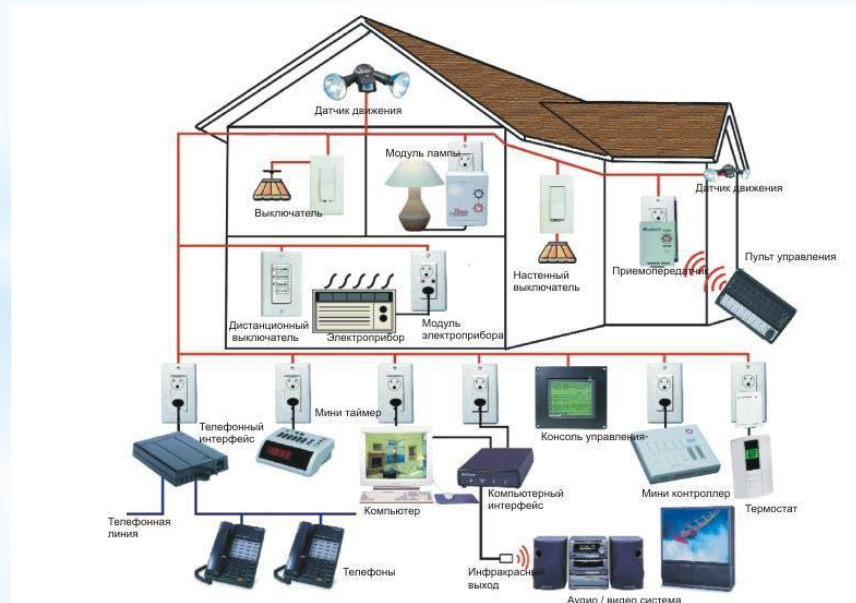 Датчик движения
Модуль лампы
Датчик движения
Выключатель
Пульт управления
Настенный
выключатель
Приемопередатчик
Дистанционный
выключатель
Электроприбор
Модуль
электроприбора
Телефонный
интерфейс
Мини таймер
Консоль управления-
Компьютер
Компьютерный
интерфейс
Мини контроллер
Термостат
Телефонная
линия
Телефоны
Инфракрасный
выход
Аудио / видео система